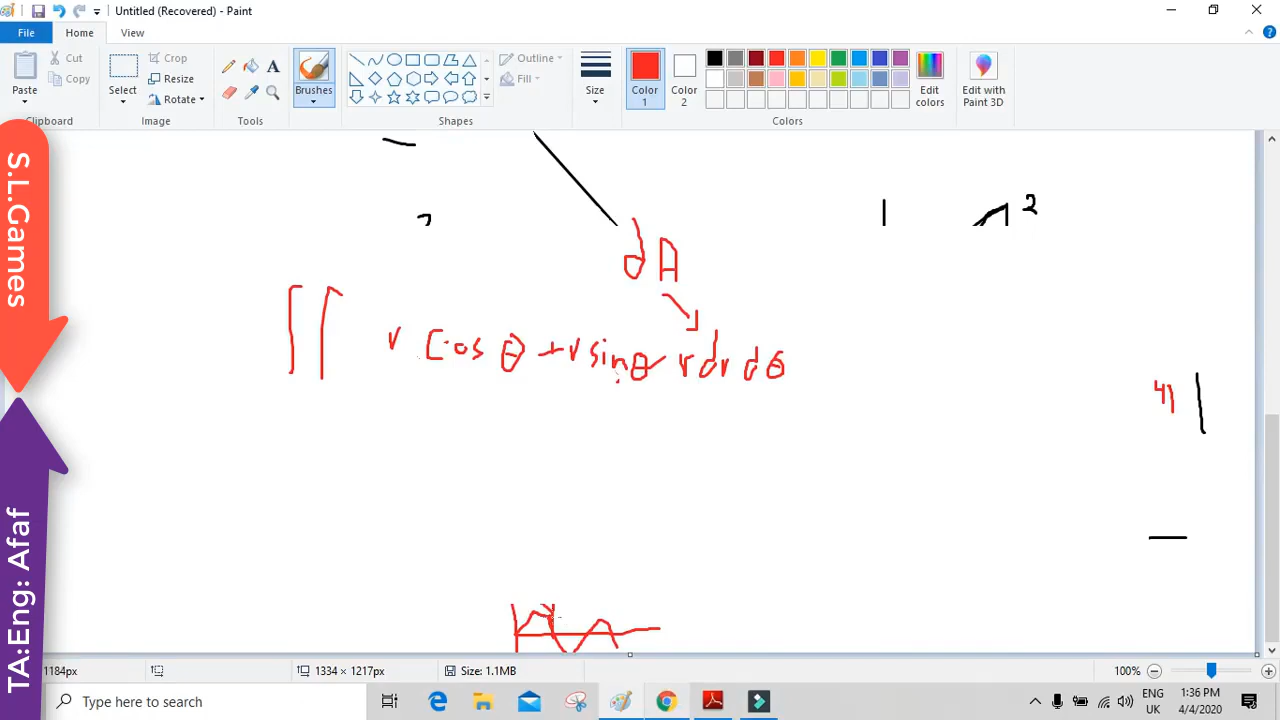 Untitled (Recovered) - Paint
File
Home
View
Paste
Cut
Copy
Clipboard
Select
Crop
Resize
Rotate
Image
A
Tools
Brushes
Shapes
Outline
Fill
Size
Color 1
Color 2
Edit colors
Colors
Edit with Paint 3D
2
dA
∫∫ r cos θ + r sin θ r dr dθ
S.L.Games
TA:Eng: Afaf
1184px
1334 × 1217px
Size: 1.1MB
100%
Type here to search
ENG
UK
1:36 PM
4/4/2020